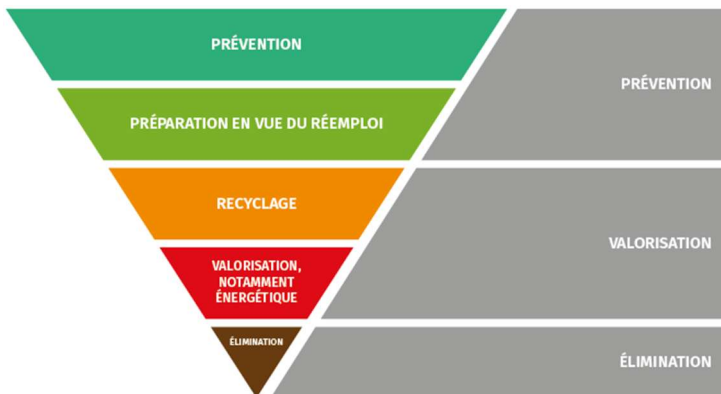 PRÉVENTION
PRÉPARATION EN VUE DU RÉEMPLOI
RECYCLAGE
VALORISATION,
NOTAMMENT
ÉNERGÉTIQUE
ÉLIMINATION
PRÉVENTION
VALORISATION
ÉLIMINATION